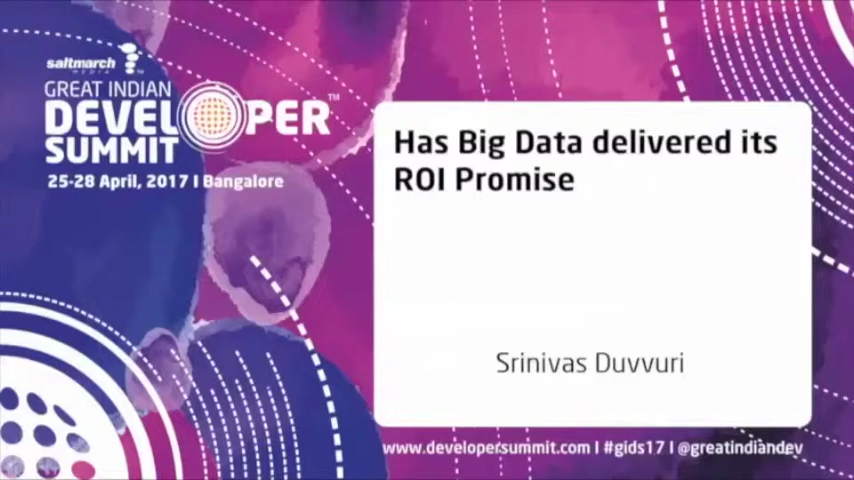 saltmarch
MEDIA
GREAT INDIAN
DEVELOPER™
SUMMIT
25-28 April, 2017 I Bangalore
Has Big Data delivered its
ROI Promise
Srinivas Duvvuri
www.developersummit.com I #gids17 I @greatindiandev